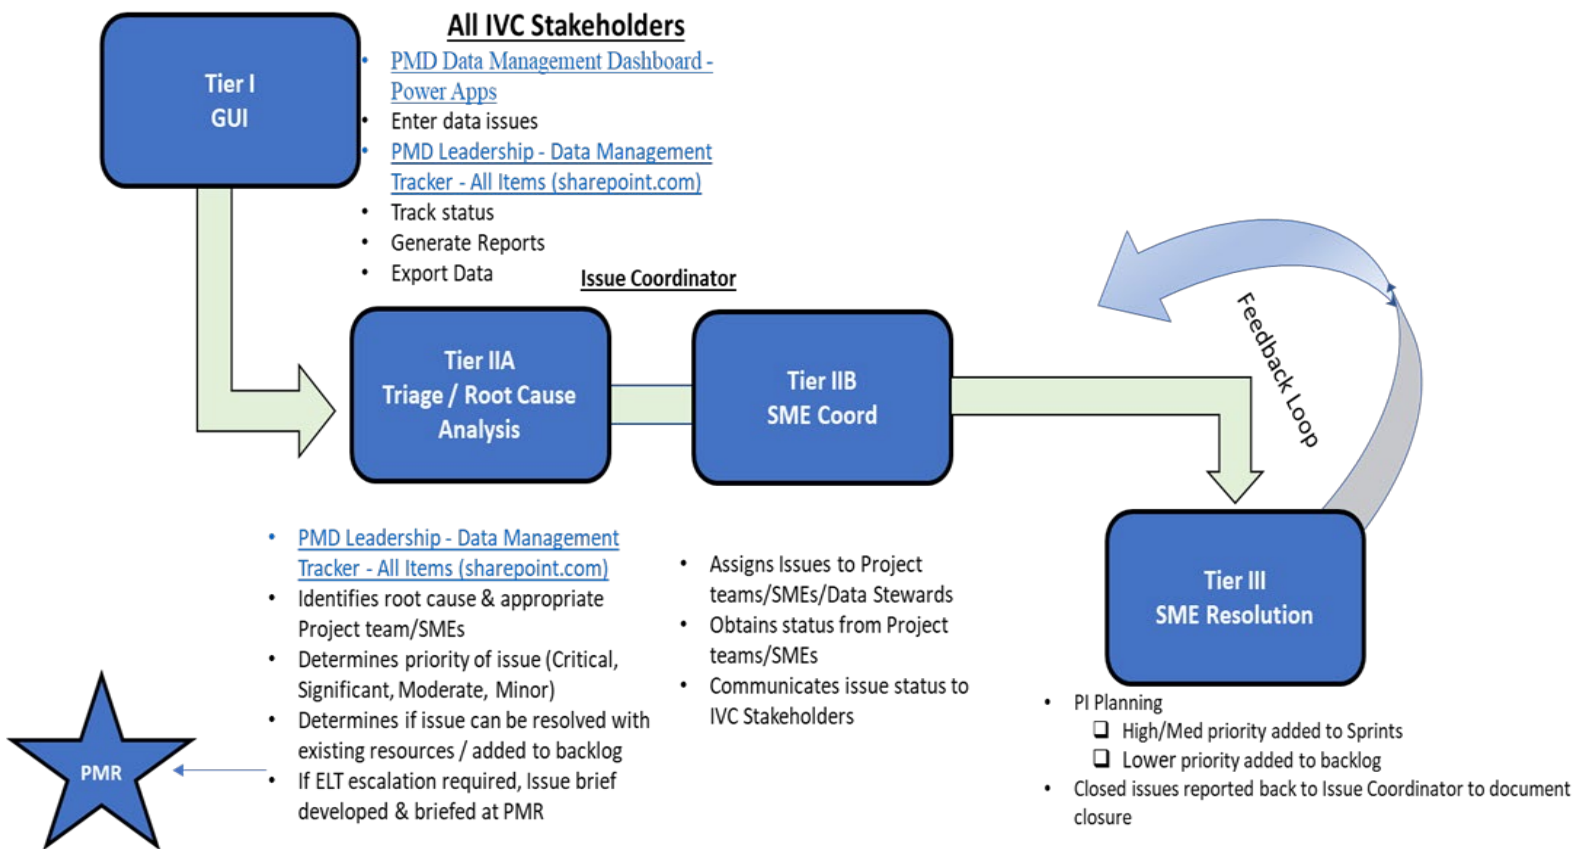 All IVC Stakeholders
Tier I
GUI
• PMD Data Management Dashboard -
Power Apps
• Enter data issues
• PMD Leadership - Data Management
Tracker - All Items (sharepoint.com)
• Track status
• Generate Reports
• Export Data
Issue Coordinator
Tier IIA
Triage / Root Cause
Analysis
Tier IIB
SME Coord
Feedback Loop
Tier III
SME Resolution
• PMD Leadership - Data Management
Tracker - All Items (sharepoint.com)
• Identifies root cause & appropriate
Project team/SMEs
• Determines priority of issue (Critical,
Significant, Moderate, Minor)
• Determines if issue can be resolved with
existing resources / added to backlog
• If ELT escalation required, Issue brief
developed & briefed at PMR
PMR
• Assigns Issues to Project
teams/SMEs/Data Stewards
• Obtains status from Project
teams/SMEs
• Communicates issue status to
IVC Stakeholders
• PI Planning
❑ High/Med priority added to Sprints
❑ Lower priority added to backlog
• Closed issues reported back to Issue Coordinator to document
closure